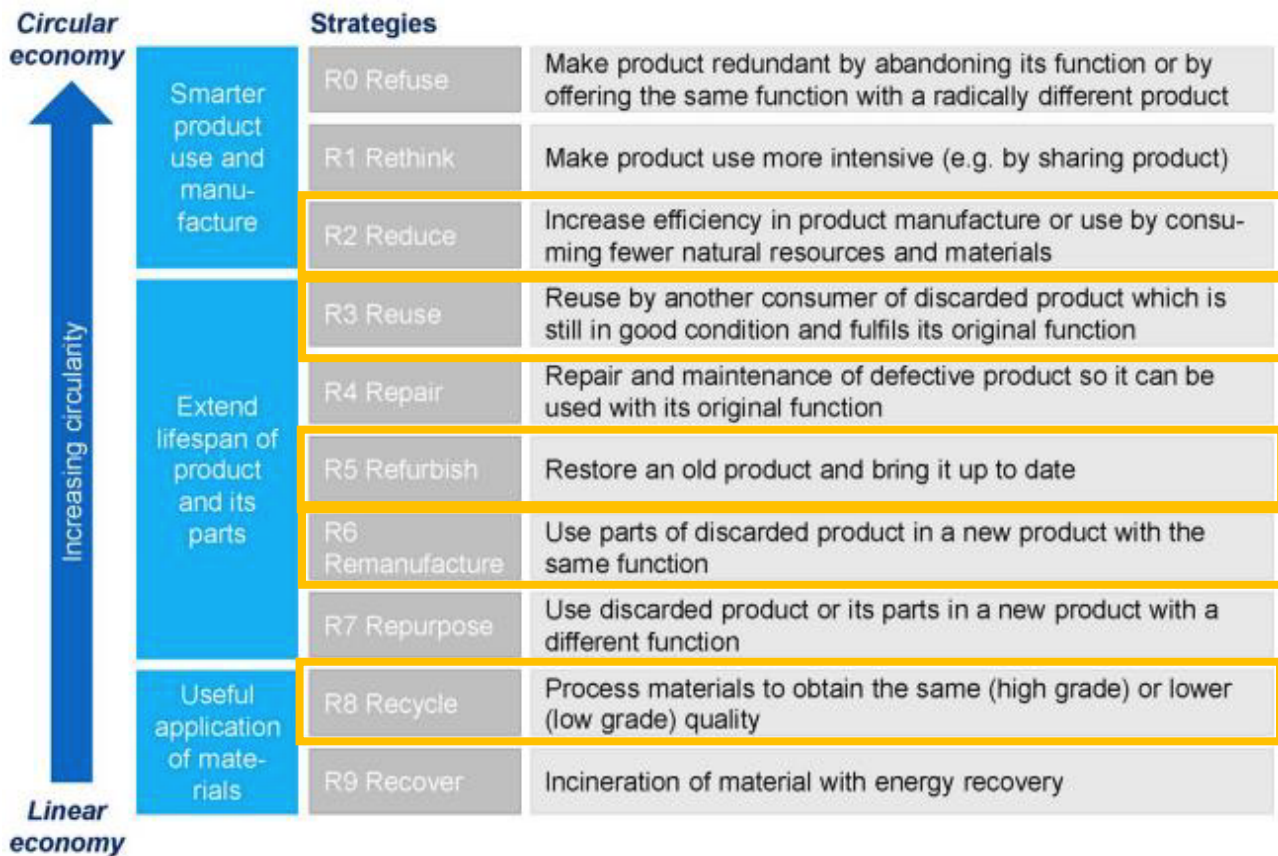 Circular
economy
Strategies
Smarter
product
use and
manu-
facture
R0 Refuse
Make product redundant by abandoning its function or by
offering the same function with a radically different product
R1 Rethink
Make product use more intensive (e.g. by sharing product)
R2 Reduce
Increase efficiency in product manufacture or use by consu-
ming fewer natural resources and materials
Increasing circularity
Extend
lifespan of
product
and its
parts
R3 Reuse
Reuse by another consumer of discarded product which is
still in good condition and fulfils its original function
R4 Repair
Repair and maintenance of defective product so it can be
used with its original function
R5 Refurbish
Restore an old product and bring it up to date
R6
Remanufacture
Use parts of discarded product in a new product with the
same function
R7 Repurpose
Use discarded product or its parts in a new product with a
different function
Useful
application
of mate-
rials
R8 Recycle
Process materials to obtain the same (high grade) or lower
(low grade) quality
R9 Recover
Incineration of material with energy recovery
Linear
economy